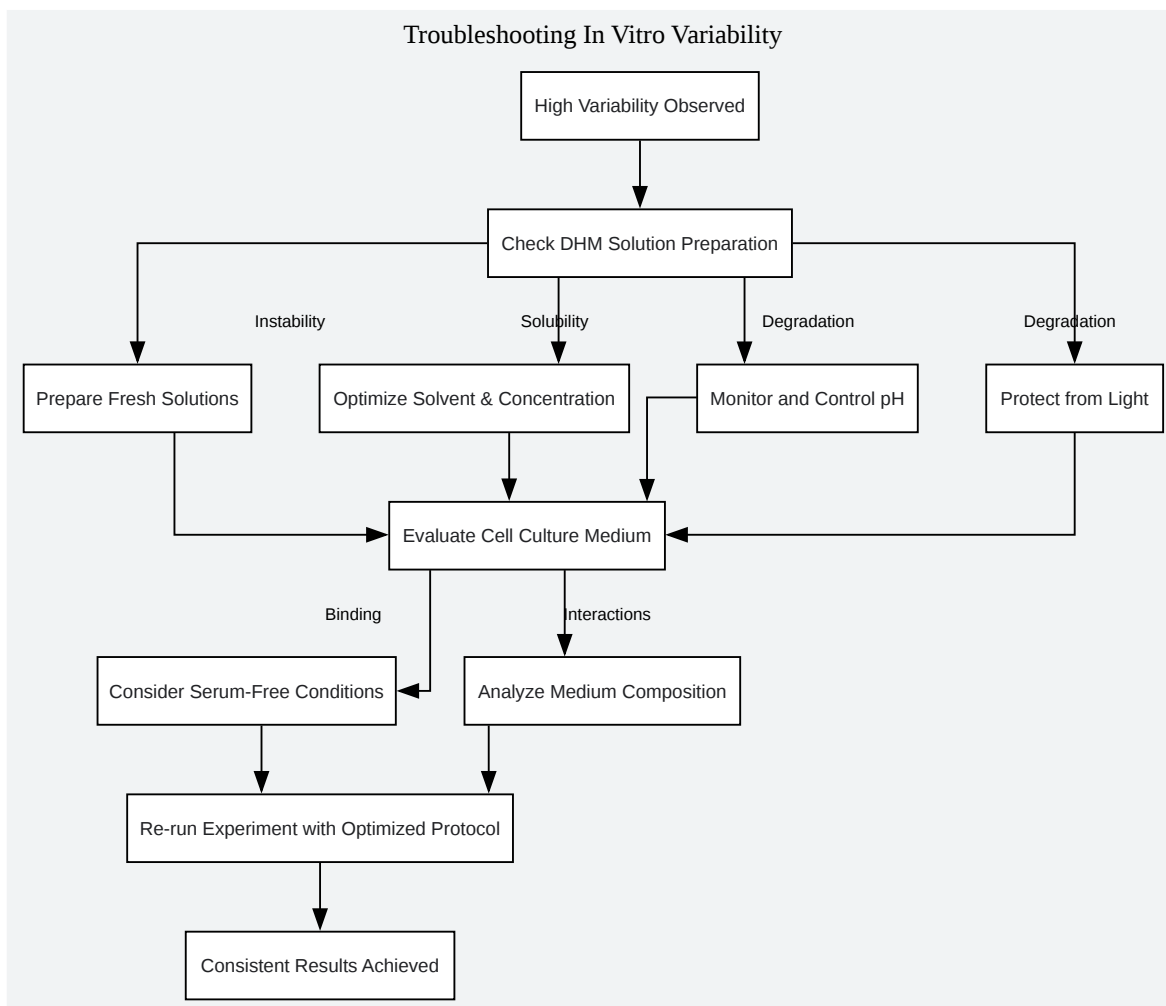 Troubleshooting In Vitro Variability
High Variability Observed
Check DHM Solution Preparation
Instability
Solubility
Degradation
Degradation
Prepare Fresh Solutions
Optimize Solvent & Concentration
Monitor and Control pH
Protect from Light
Evaluate Cell Culture Medium
Binding
Interactions
Consider Serum-Free Conditions
Analyze Medium Composition
Re-run Experiment with Optimized Protocol
Consistent Results Achieved